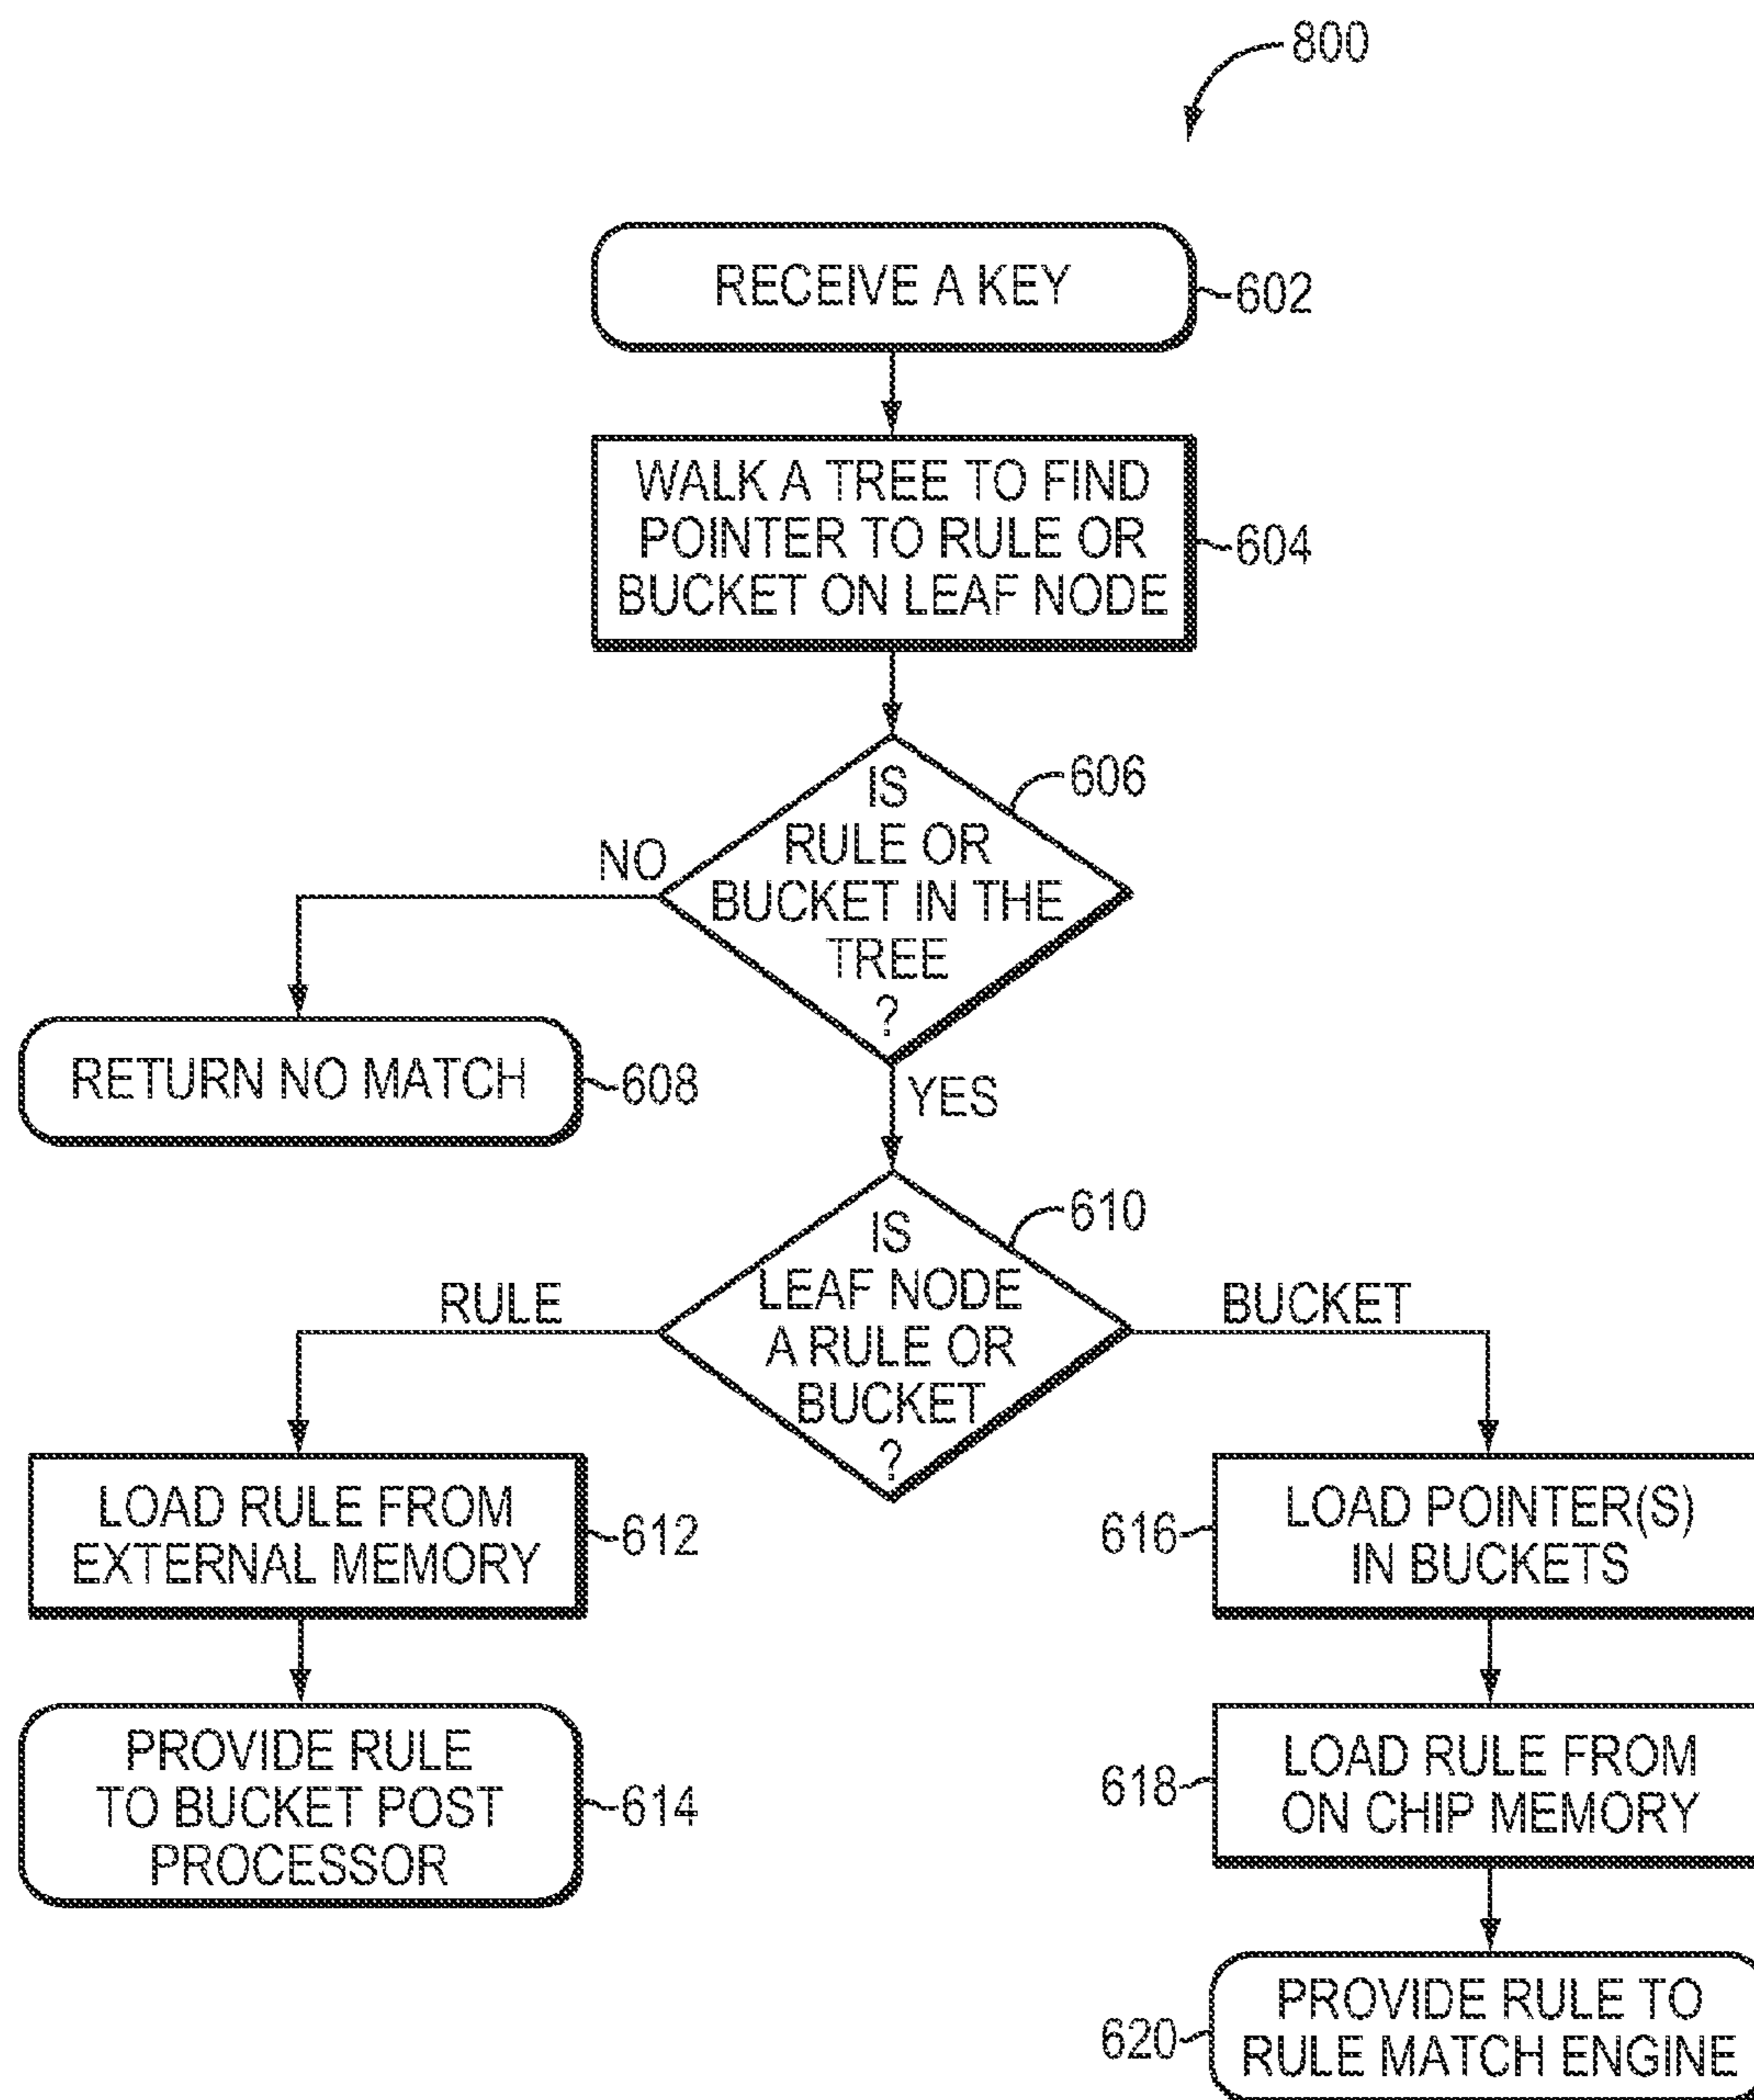 800
RECEIVE A KEY
602
WALK A TREE TO FIND
POINTER TO RULE OR
BUCKET ON LEAF NODE
604
IS
RULE OR
BUCKET IN THE
TREE
?
606
NO
RETURN NO MATCH
608
YES
IS
LEAF NODE
A RULE OR
BUCKET
?
610
RULE
BUCKET
LOAD RULE FROM
EXTERNAL MEMORY
612
PROVIDE RULE
TO BUCKET POST
PROCESSOR
614
616
LOAD POINTER(S)
IN BUCKETS
618
LOAD RULE FROM
ON CHIP MEMORY
620
PROVIDE RULE TO
RULE MATCH ENGINE